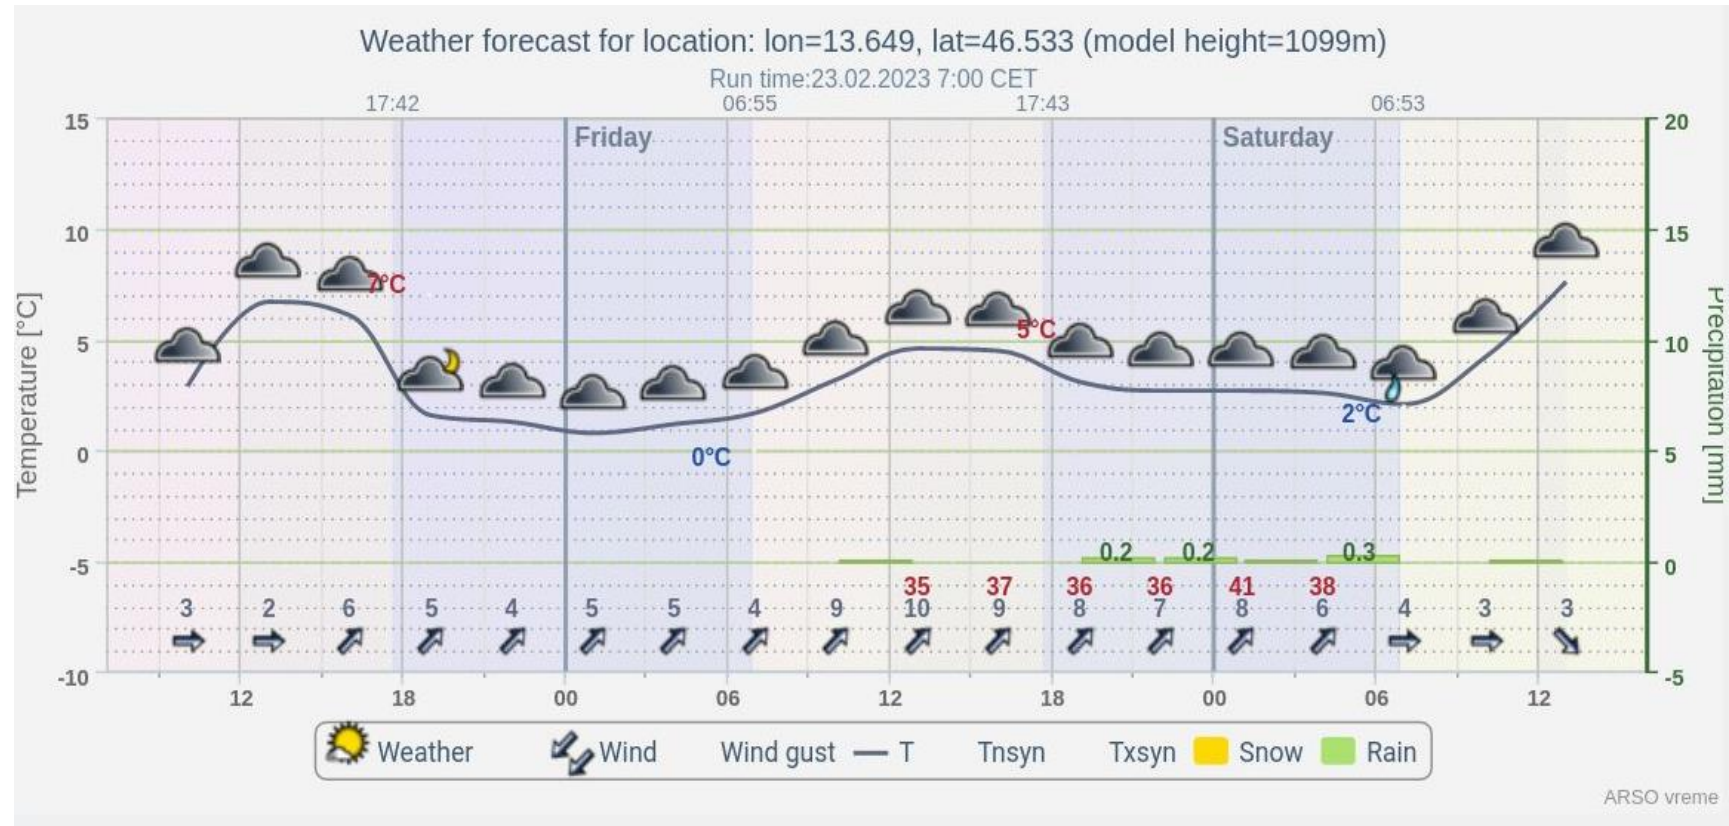 Weather forecast for location: lon=13.649, lat=46.533 (model height=1099m)
Run time:23.02.2023 7:00 CET
17:42 06:55 17:43 06:53
15 Friday Saturday 20
10 15
7°C
5 5°C 10
2°C
0 0°C 5
Temperature [°C]
Precipitation [mm]
0.2 0.2 0.3
-5 0
35 37 36 36 41 38
3 2 6 5 4 5 5 4 9 10 9 8 7 8 6 4 3 3
-10 -5
12 18 00 06 12 18 00 06 12
Weather Wind Wind gust T Tnsyn Txsyn Snow Rain
ARSO vreme